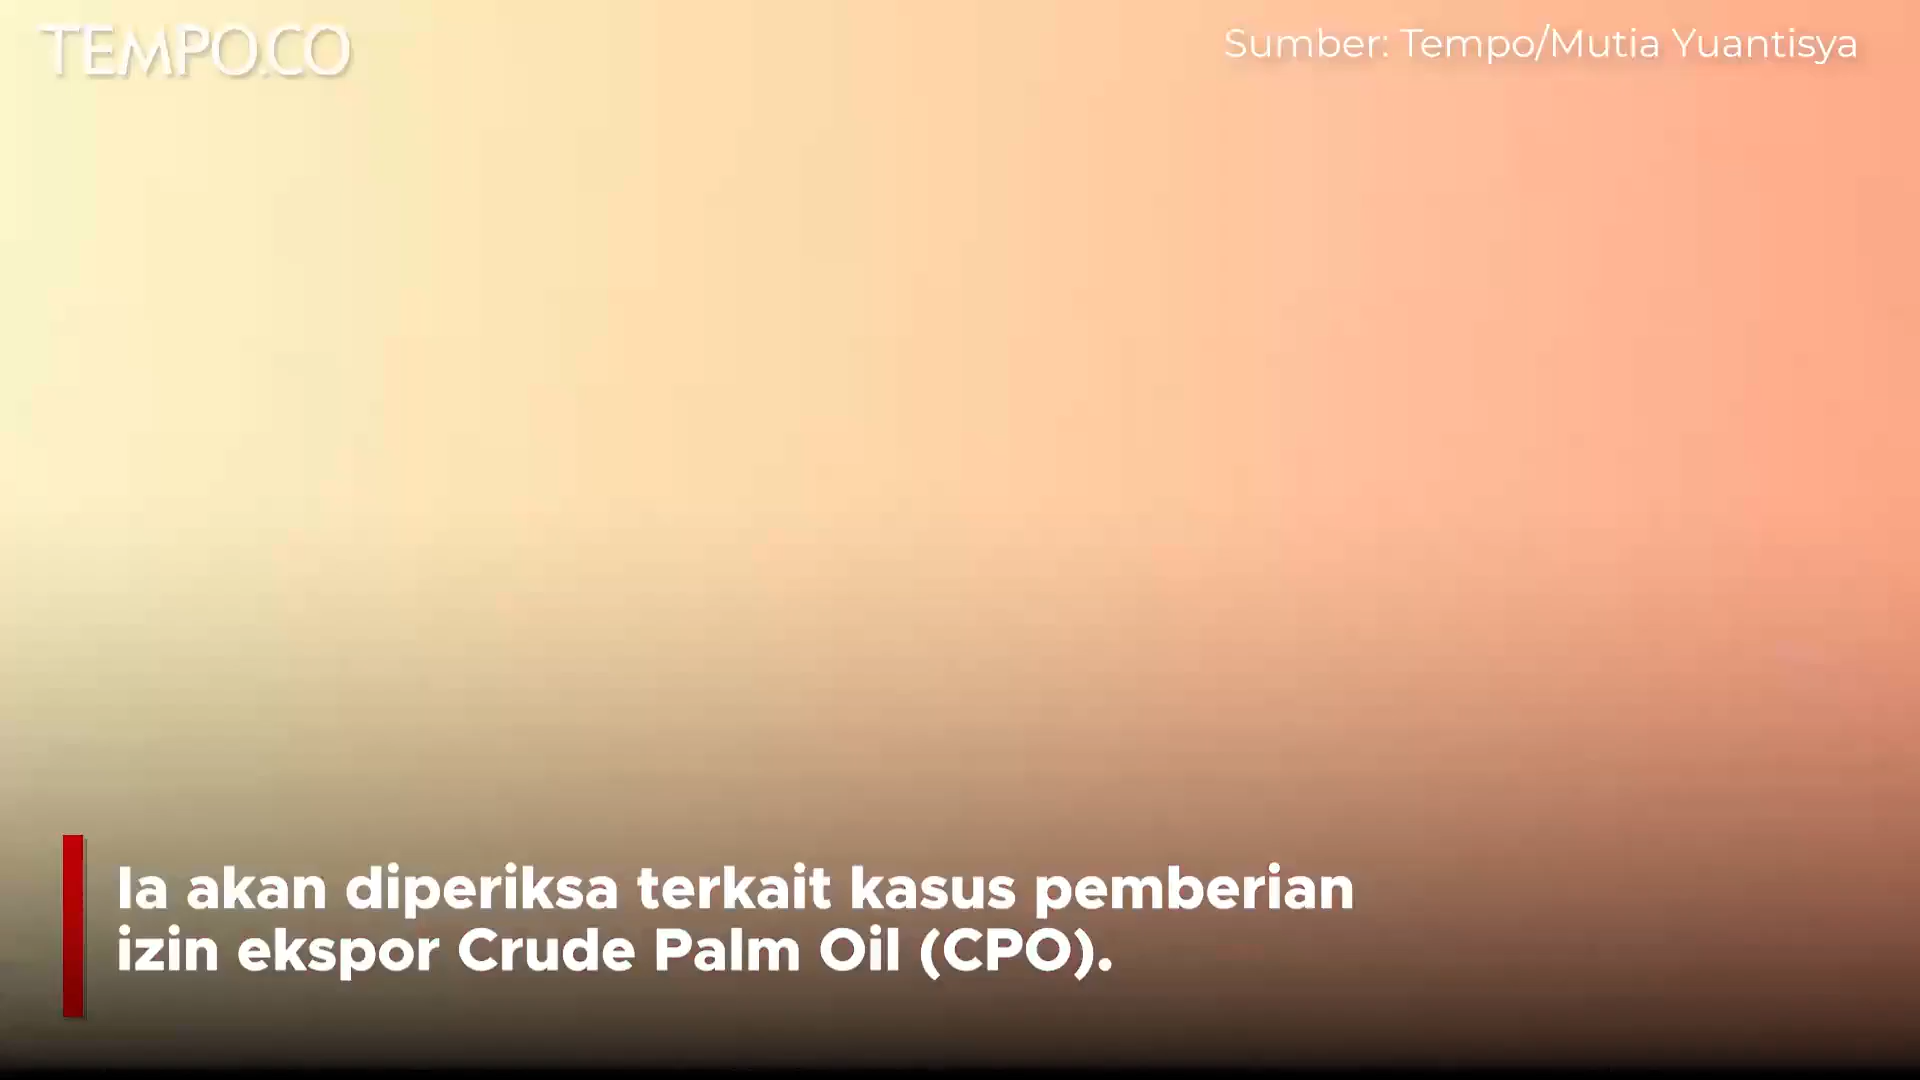 TEMPO.CO
Sumber: Tempo/Mutia Yuantisya
Ia akan diperiksa terkait kasus pemberian
izin ekspor Crude Palm Oil (CPO).